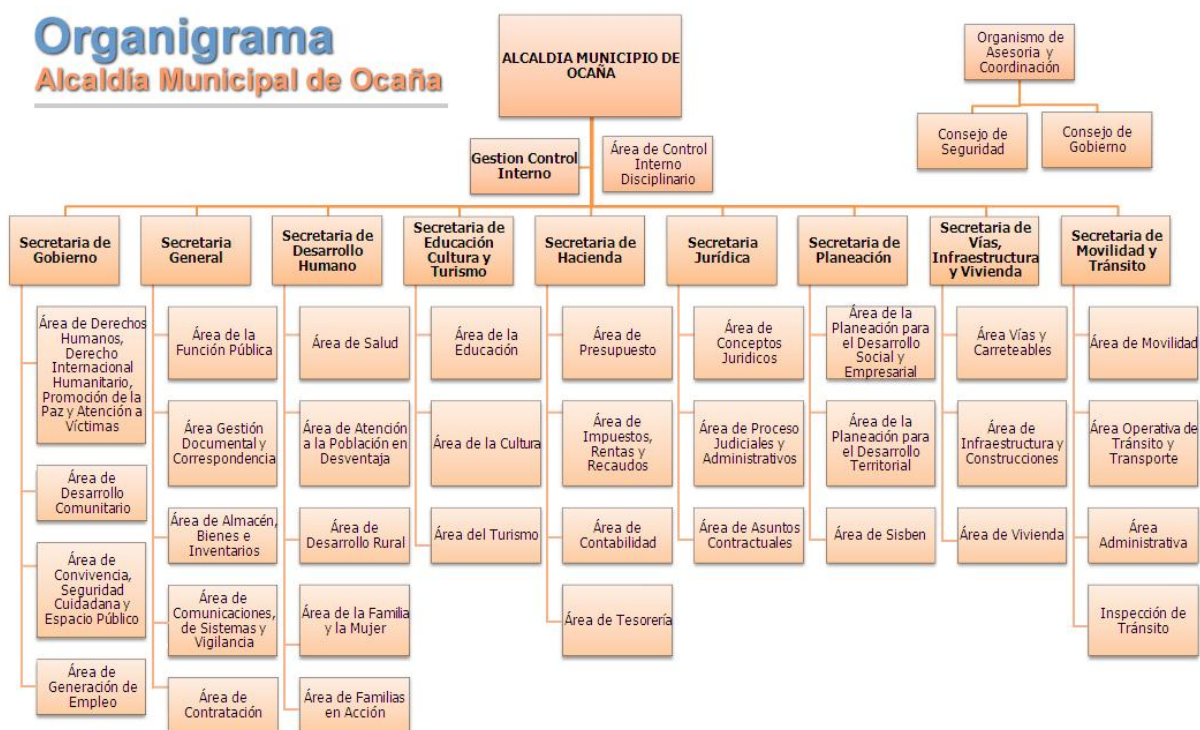 Organigrama
Alcaldía Municipal de Ocaña
ALCALDIA MUNICIPIO DE
OCAÑA
Organismo de
Asesoria y
Coordinación
Consejo de
Seguridad
Consejo de
Gobierno
Gestion Control
Interno
Área de Control
Interno
Disciplinario
Secretaria de
Gobierno
Área de Derechos
Humanos,
Derecho
Internacional
Humanitario,
Promoción de la
Paz y Atención a
Víctimas
Área de
Desarrollo
Comunitario
Área de
Convivencia,
Seguridad
Cuidadana y
Espacio Público
Área de
Generación de
Empleo
Secretaria
General
Área de la
Función Pública
Área Gestión
Documental y
Correspondencia
Área de Almacén,
Bienes e
Inventarios
Área de
Comunicaciones,
de Sistemas y
Vigilancia
Área de
Contratación
Secretaria de
Desarrollo
Humano
Área de Salud
Área de Atención
a la Población en
Desventaja
Área de
Desarrollo Rural
Área de la Familia
y la Mujer
Área de Familias
en Acción
Secretaria de
Educación
Cultura y
Turismo
Área de la
Educación
Área de la Cultura
Área del Turismo
Secretaria de
Hacienda
Área de
Presupuesto
Área de
Impuestos,
Rentas y
Recaudos
Área de
Contabilidad
Área de Tesorería
Secretaria
Jurídica
Área de
Conceptos
Juridicos
Área de Proceso
Judiciales y
Administrativos
Área de Asuntos
Contractuales
Secretaria de
Planeación
Área de la
Planeación para
el Desarrollo
Social y
Empresarial
Área de la
Planeación para
el Desarrollo
Territorial
Área de Sisben
Secretaria de
Vías,
Infraestructura
y Vivienda
Área Vías y
Carreteables
Área de
Infraestructura y
Construcciones
Área de Vivienda
Secretaria de
Movilidad y
Tránsito
Área de Movilidad
Área Operativa de
Tránsito y
Transporte
Área
Administrativa
Inspección de
Tránsito